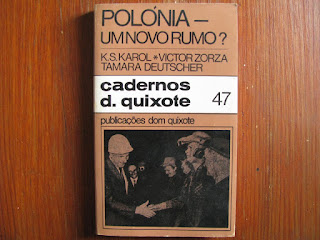 POLÓNIA —
UM NOVO RUMO?
K.S. KAROL * VICTOR ZORZA
TAMARA DEUTSCHER
cadernos
d. quixote 47
publicações dom quixote